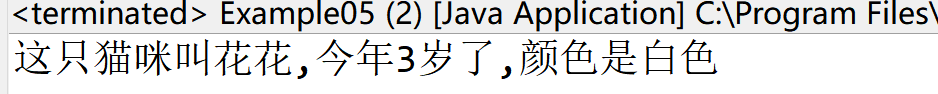 <terminated> Example05 (2) [Java Application] C:\Program Files\
这只猫咪叫花花,今年3岁了,颜色是白色